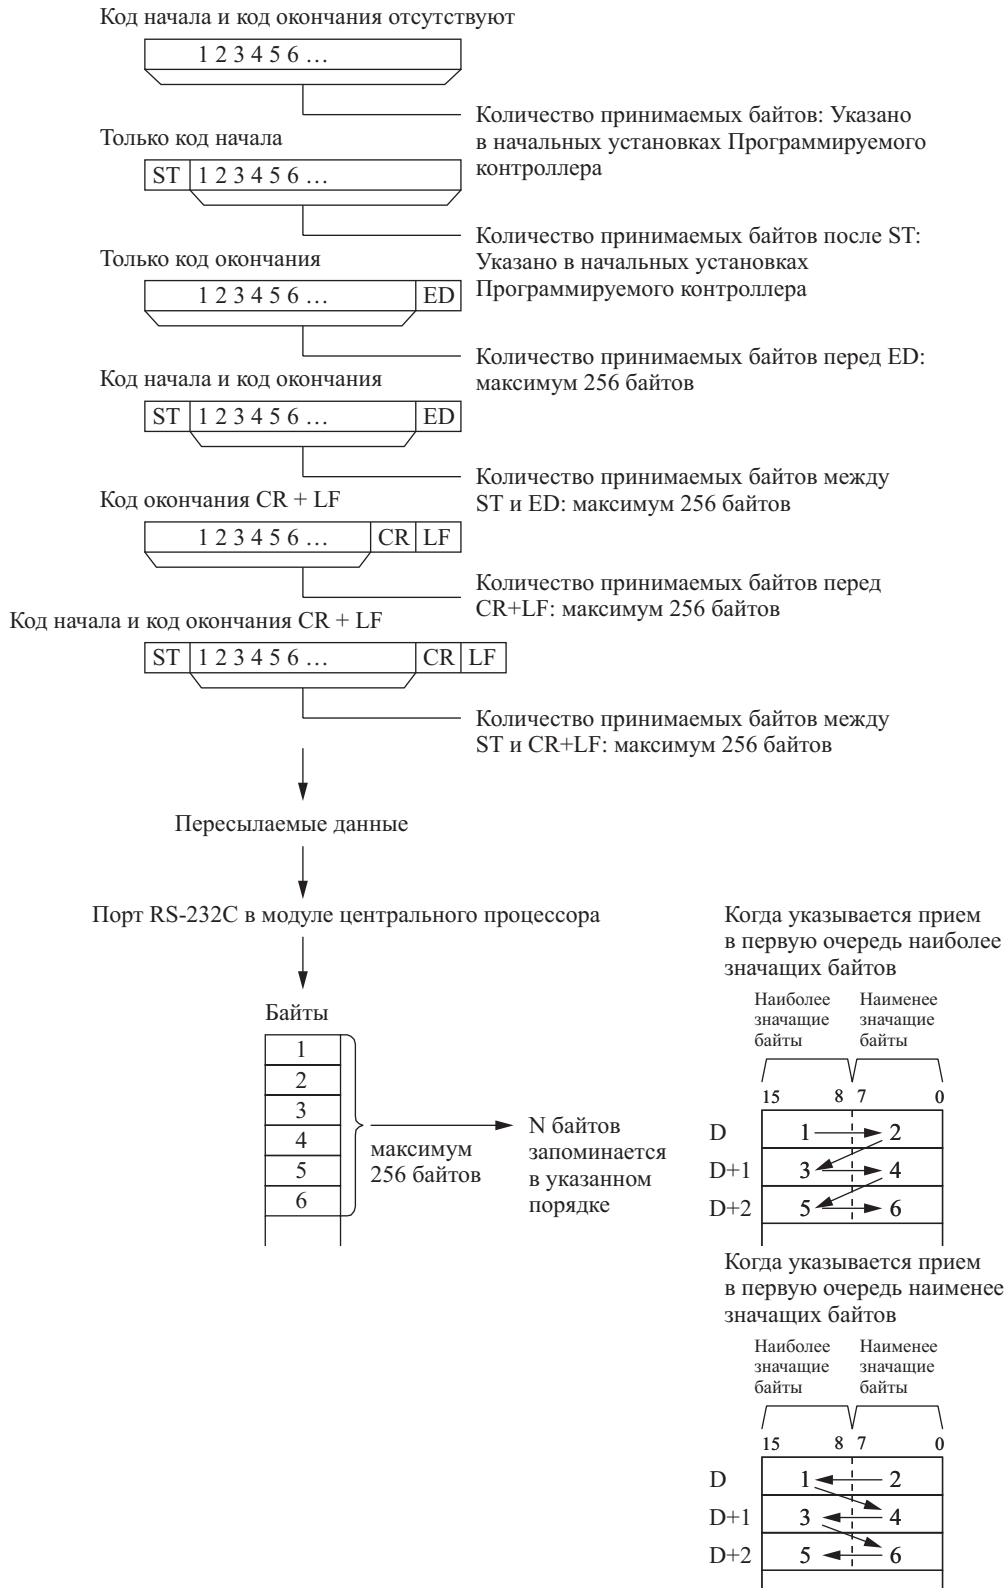 Код начала и код окончания отсутствуют
1 2 3 4 5 6 …
Количество принимаемых байтов: Указано
в начальных установках Программируемого
контроллера
Только код начала
ST 1 2 3 4 5 6 …
Количество принимаемых байтов после ST:
Указано в начальных установках
Программируемого контроллера
Только код окончания
1 2 3 4 5 6 … ED
Количество принимаемых байтов перед ED:
максимум 256 байтов
Код начала и код окончания
ST 1 2 3 4 5 6 … ED
Количество принимаемых байтов между
ST и ED: максимум 256 байтов
Код окончания CR + LF
1 2 3 4 5 6 … CR LF
Количество принимаемых байтов перед
CR+LF: максимум 256 байтов
Код начала и код окончания CR + LF
ST 1 2 3 4 5 6 … CR LF
Количество принимаемых байтов между
ST и CR+LF: максимум 256 байтов
Пересылаемые данные
Порт RS-232C в модуле центрального процессора
Байты
1
2
3
4
5
6
максимум
256 байтов
N байтов
запоминается
в указанном
порядке
Когда указывается прием
в первую очередь наиболее
значащих байтов
Наиболее
значащие
байты
Наименее
значащие
байты
15 8 7 0
D 1 2
D+1 3 4
D+2 5 6
Когда указывается прием
в первую очередь наименее
значащих байтов
Наиболее
значащие
байты
Наименее
значащие
байты
15 8 7 0
D 1 2
D+1 3 4
D+2 5 6